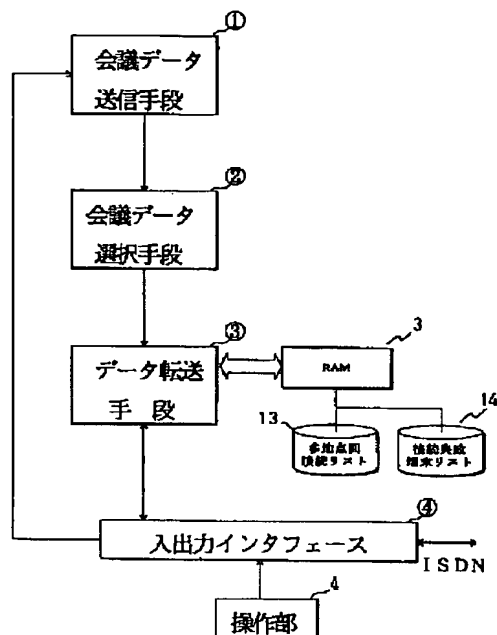 ①
会議データ
送信手段
②
会議データ
選択手段
③
データ転送
手 段
3
RAM
13
多地点間
接続リスト
14
接続失敗
端末リスト
④
入出力インタフェース
ISDN
4
操作部